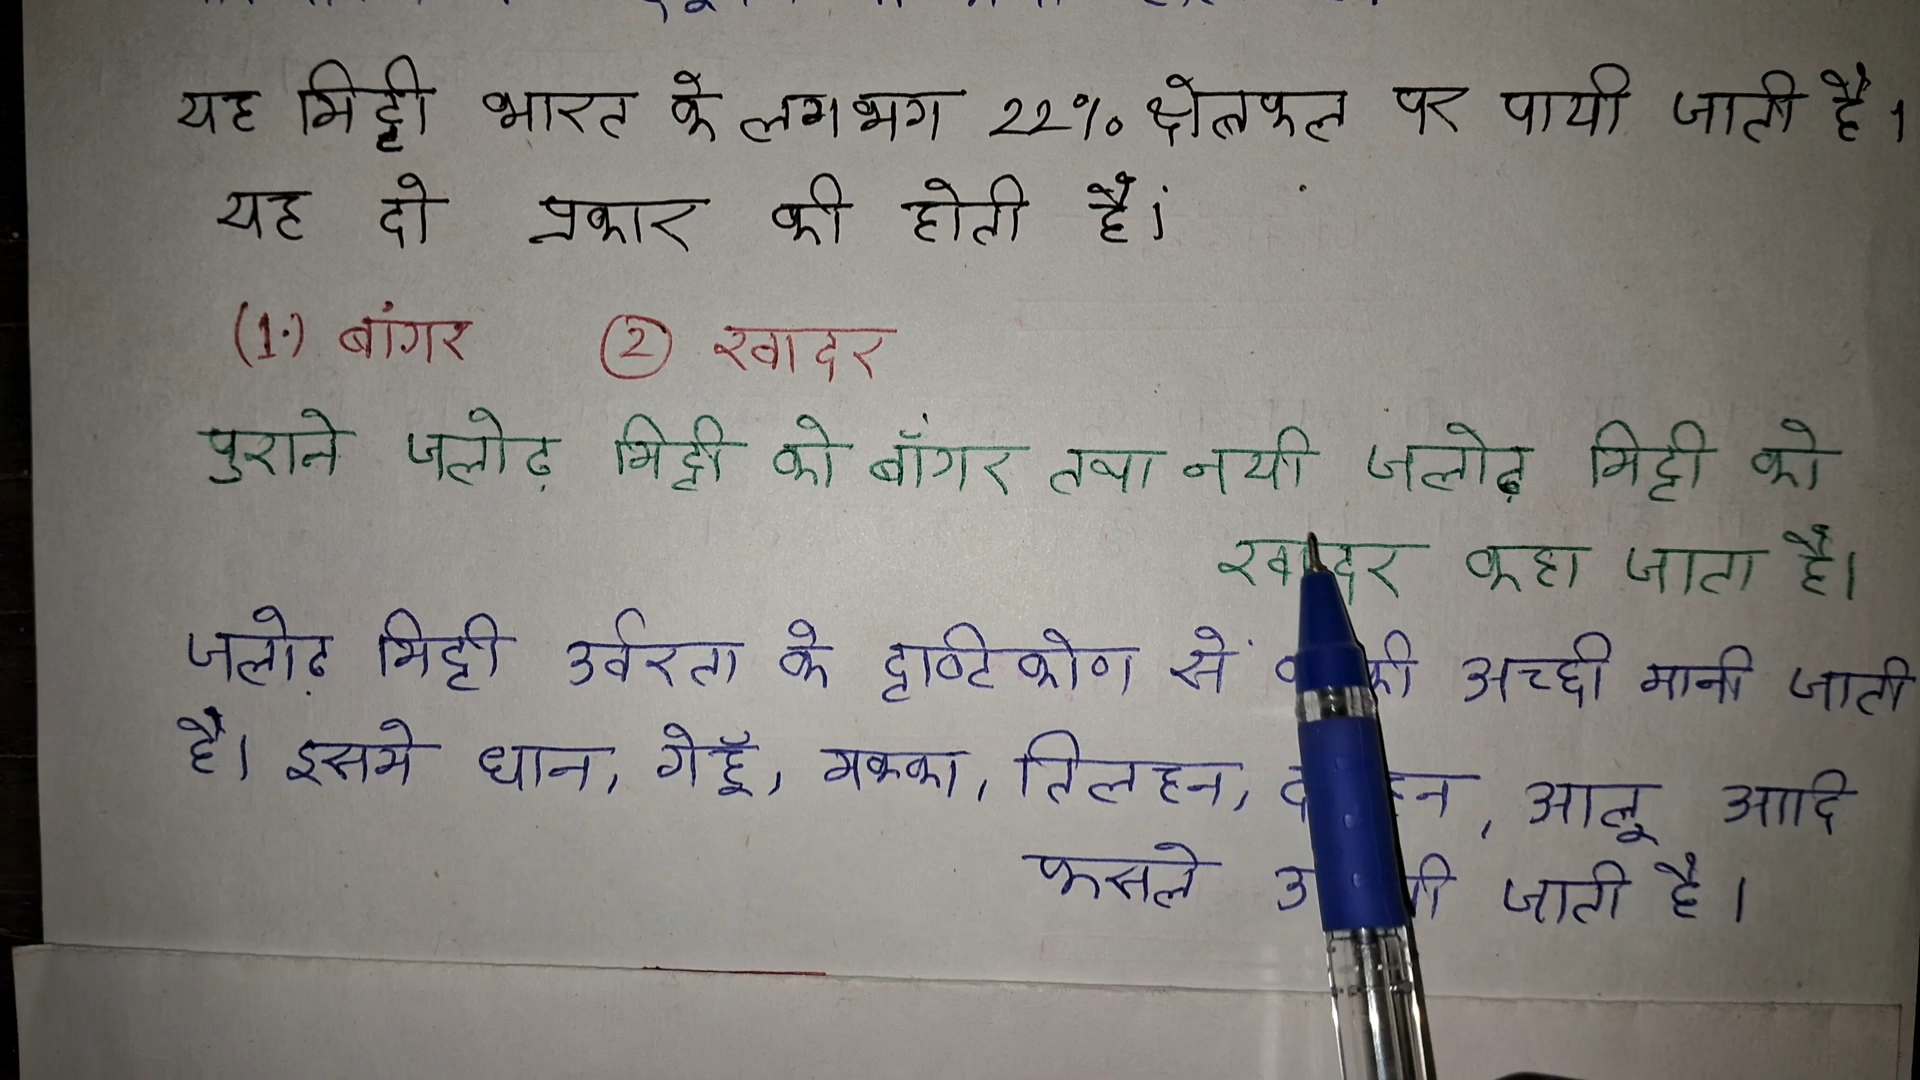 यह मिट्टी भारत के लगभग 22% क्षेत्रफल पर पायी जाती है।
यह दो प्रकार की होती है।
(1.) बांगर ② खादर
पुराने जलोढ़ मिट्टी को बाँगर तथा नयी जलोढ़ मिट्टी को
खादर कहा जाता है।
जलोढ़ मिट्टी उर्वरता के दृष्टिकोण से अच्छी मानी जाती
है। इसमे धान, गेहूँ, मक्का, तिलहन, आलू आदि
फसले जाती है।